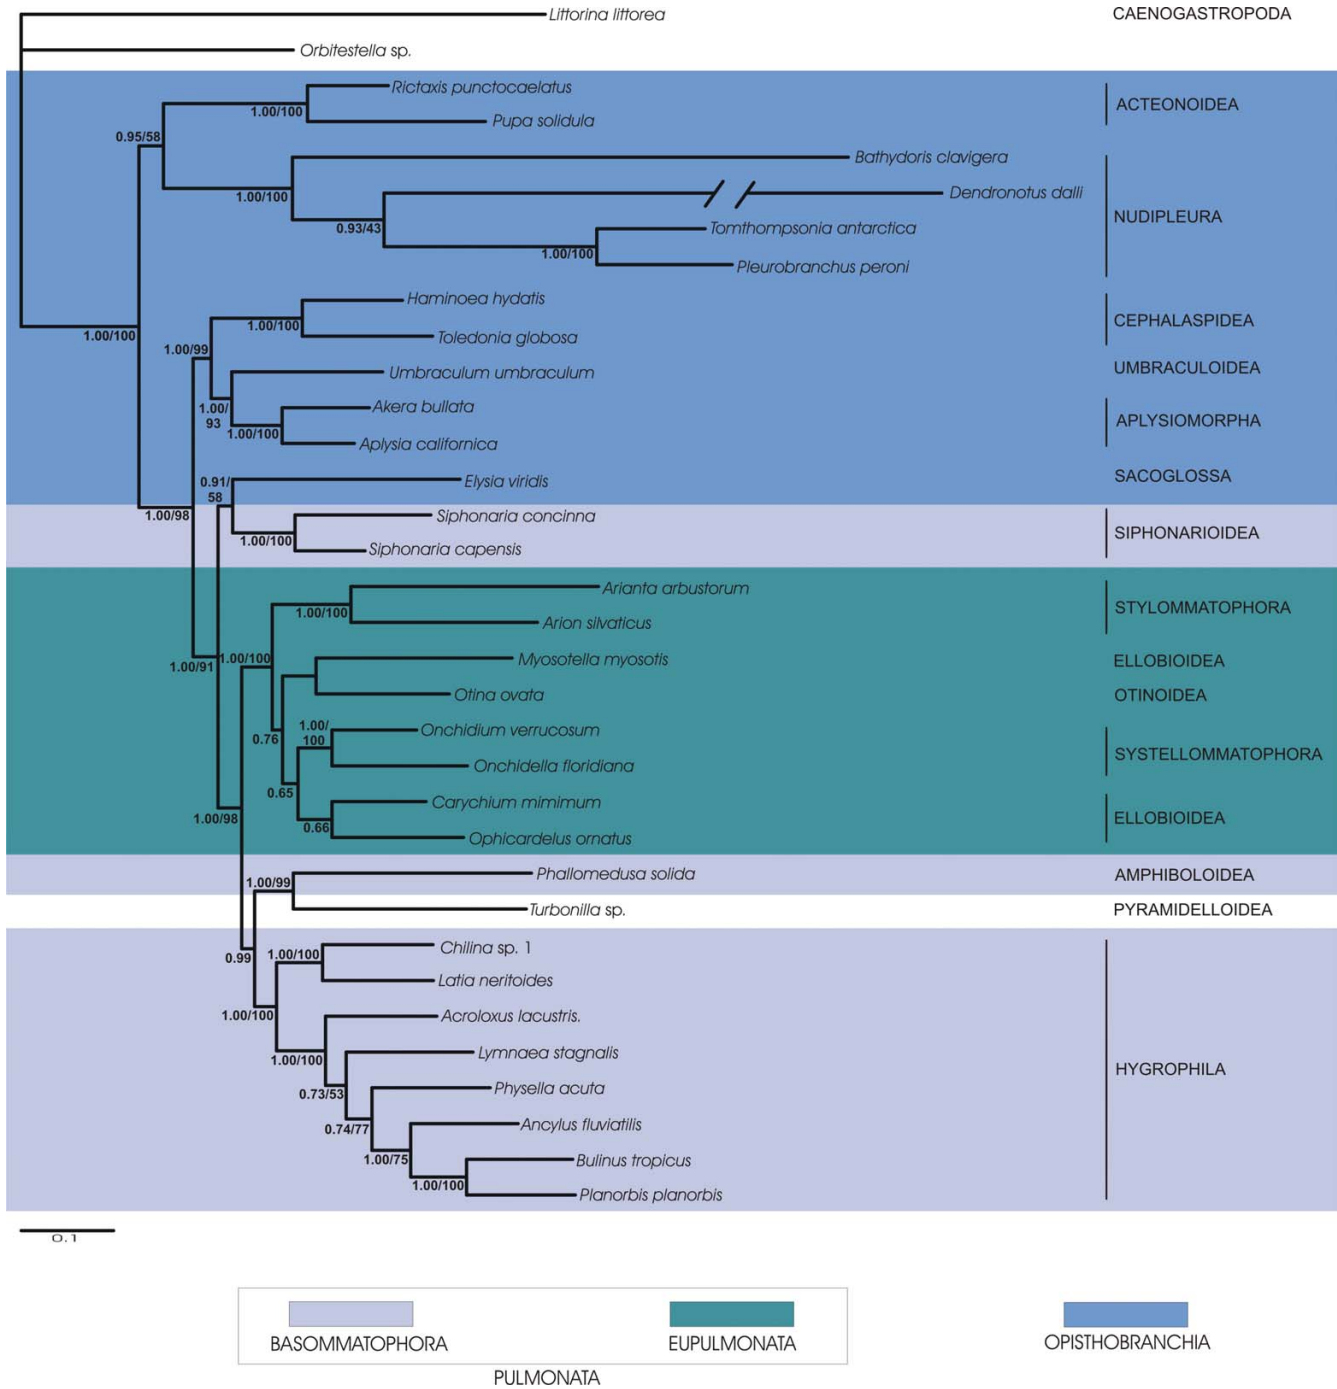 Littorina littorea CAENOGASTROPODA
Orbitestella sp.
Rictaxis punctocaelatus
1.00/100 ACTEONOIDEA
Pupa solidula
0.95/58
Bathydoris clavigera
1.00/100 Dendronotus dalli
NUDIPLEURA
0.93/43 Tomthompsonia antarctica
1.00/100
Pleurobranchus peroni
Haminoea hydatis
1.00/100 CEPHALASPIDEA
1.00/100 Toledonia globosa
1.00/99
Umbraculum umbraculum UMBRACULOIDEA
1.00/
93
Akera bullata
1.00/100 APLYSIOMORPHA
Aplysia californica
0.91/
58
Elysia viridis SACOGLOSSA
1.00/98 Siphonaria concinna
1.00/100 SIPHONARIOIDEA
Siphonaria capensis
Arianta arbustorum
1.00/100 STYLOMMATOPHORA
Arion silvaticus
1.00/91 1.00/100 Myosotella myosotis ELLOBIOIDEA
Otina ovata OTINOIDEA
1.00/
100
Onchidium verrucosum
0.76 SYSTELLOMMATOPHORA
Onchidella floridiana
0.65
Carychium mimimum
1.00/98 0.66 ELLOBIOIDEA
Ophicardelus ornatus
Phallomedusa solida AMPHIBOLOIDEA
1.00/99
Turbonilla sp. PYRAMIDELLOIDEA
Chilina sp. 1
0.99 1.00/100
Latia neritoides
1.00/100 Acroloxus lacustris.
1.00/100 Lymnaea stagnalis
HYGROPHILA
0.73/53 Physella acuta
0.74/77 Ancylus fluviatilis
1.00/75 Bulinus tropicus
1.00/100 Planorbis planorbis
0.1
BASOMMATOPHORA EUPULMONATA OPISTHOBRANCHIA
PULMONATA